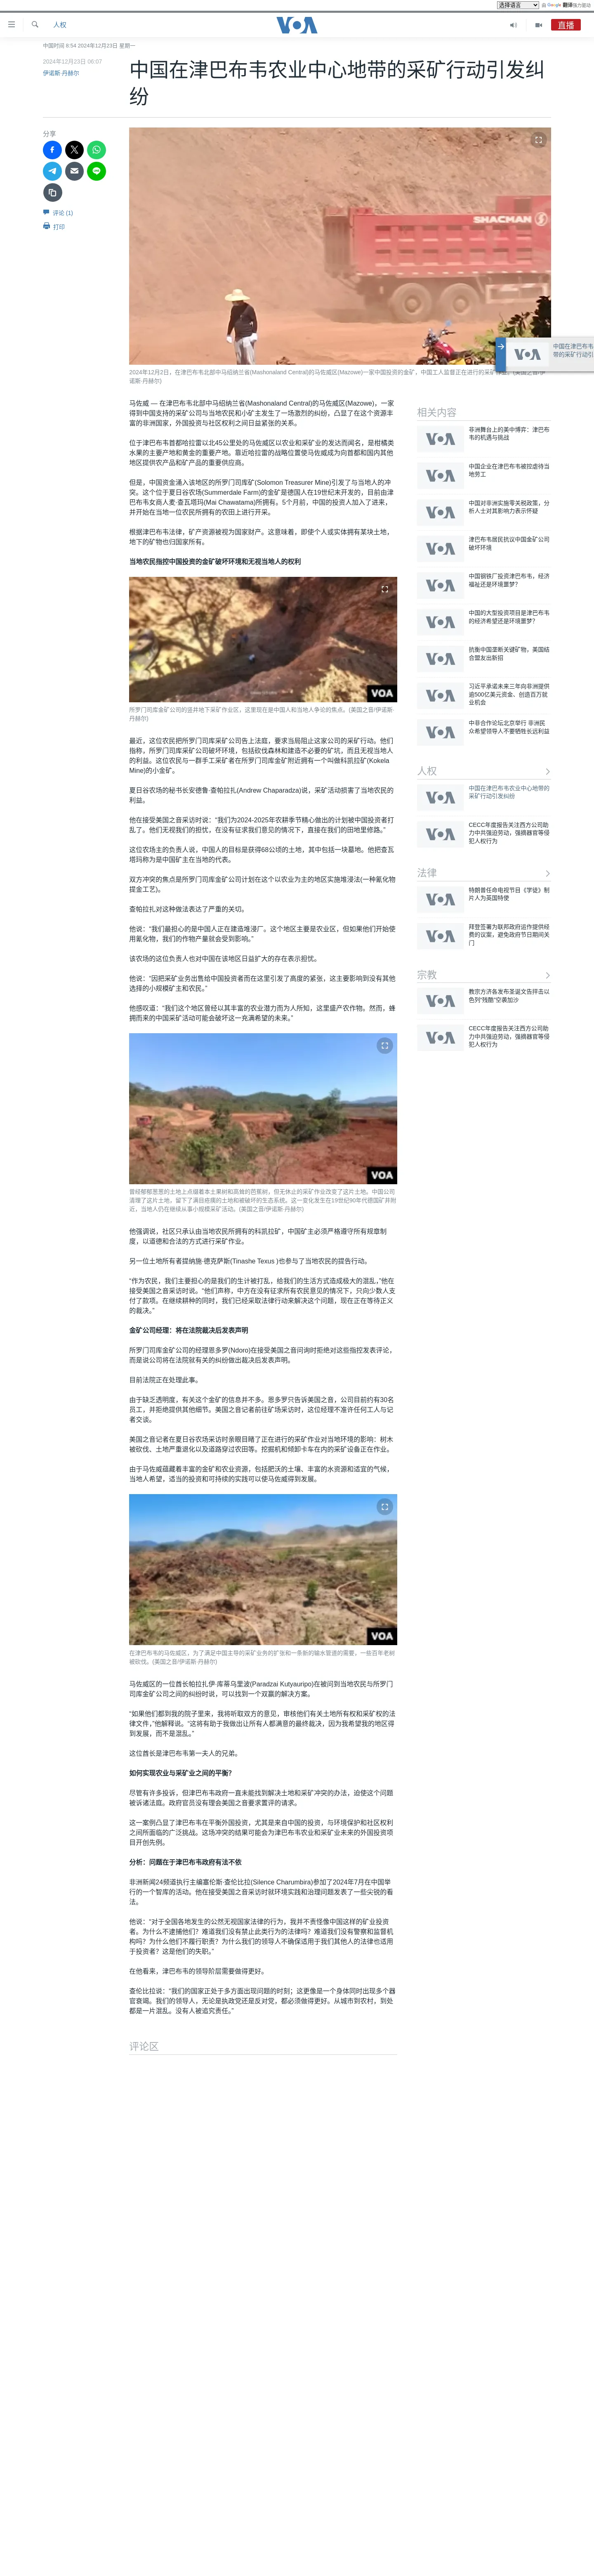 选择语言
由 Google 翻译强力驱动
人权
VOA
直播
中国时间 8:54 2024年12月23日 星期一
2024年12月23日 06:07
伊诺斯·丹赫尔
中国在津巴布韦农业中心地带的采矿行动引发纠
纷
分享
评论 (1)
打印
SHACMAN
2024年12月2日，在津巴布韦北部中马绍纳兰省(Mashonaland Central)的马佐威区(Mazowe)一家中国投资的金矿，中国工人监督正在进行的采矿作业。(美国之音/伊
诺斯·丹赫尔)
VOA
中国在津巴布韦
带的采矿行动引
马佐威 — 在津巴布韦北部中马绍纳兰省(Mashonaland Central)的马佐威区(Mazowe)，一家
得到中国支持的采矿公司与当地农民和小矿主发生了一场激烈的纠纷，凸显了在这个资源丰
富的非洲国家，外国投资与社区权利之间日益紧张的关系。
位于津巴布韦首都哈拉雷以北45公里处的马佐威区以农业和采矿业的发达而闻名，是柑橘类
水果的主要产地和黄金的重要产地。靠近哈拉雷的战略位置使马佐威成为向首都和国内其他
地区提供农产品和矿产品的重要供应商。
但是，中国资金涌入该地区的所罗门司库矿(Solomon Treasurer Mine)引发了与当地人的冲
突。这个位于夏日谷农场(Summerdale Farm)的金矿是德国人在19世纪末开发的，目前由津
巴布韦女商人麦·查瓦塔玛(Mai Chawatama)所拥有。5个月前，中国的投资人加入了进来，
并开始在当地一位农民所拥有的农田上进行开采。
根据津巴布韦法律，矿产资源被视为国家财产。这意味着，即使个人或实体拥有某块土地，
地下的矿物也归国家所有。
当地农民指控中国投资的金矿破坏环境和无视当地人的权利
VOA
所罗门司库金矿公司的竖井地下采矿作业区，这里现在是中国人和当地人争论的焦点。(美国之音/伊诺斯·
丹赫尔)
最近，这位农民把所罗门司库采矿公司告上法庭，要求当局阻止这家公司的采矿行动。他们
指称，所罗门司库采矿公司破坏环境，包括砍伐森林和建造不必要的矿坑，而且无视当地人
的利益。这位农民与一群手工采矿者在所罗门司库金矿附近拥有一个叫做科凯拉矿(Kokela
Mine)的小金矿。
夏日谷农场的秘书长安德鲁·查帕拉扎(Andrew Chaparadza)说，采矿活动损害了当地农民的
利益。
他在接受美国之音采访时说：“我们为2024-2025年农耕季节精心做出的计划被中国投资者打
乱了。他们无视我们的担忧，在没有征求我们意见的情况下，直接在我们的田地里修路。”
这位农场主的负责人说，中国人的目标是获得68公顷的土地，其中包括一块墓地。他把查瓦
塔玛称为是中国矿主在当地的代表。
双方冲突的焦点是所罗门司库金矿公司计划在这个以农业为主的地区实施堆浸法(一种氰化物
提金工艺)。
查帕拉扎对这种做法表达了严重的关切。
他说：“我们最担心的是中国人正在建造堆浸厂。这个地区主要是农业区，但如果他们开始使
用氰化物，我们的作物产量就会受到影响。”
该农场的这位负责人也对中国在该地区日益扩大的存在表示担忧。
他说：“因把采矿业务出售给中国投资者而在这里引发了高度的紧张，这主要影响到没有其他
选择的小规模矿主和农民。”
他感叹道：“我们这个地区曾经以其丰富的农业潜力而为人所知，这里盛产农作物。然而，蜂
拥而来的中国采矿活动可能会破坏这一充满希望的未来。”
VOA
曾经郁郁葱葱的土地上点缀着本土果树和高耸的芭蕉树，但无休止的采矿作业改变了这片土地。中国公司
清理了这片土地，留下了满目疮痍的土地和被破坏的生态系统。这一变化发生在19世纪90年代德国矿井附
近，当地人仍在继续从事小规模采矿活动。(美国之音/伊诺斯·丹赫尔)
他强调说，社区只承认由当地农民所拥有的科凯拉矿，中国矿主必须严格遵守所有规章制
度，以道德和合法的方式进行采矿作业。
另一位土地所有者提纳施·德克萨斯(Tinashe Texus )也参与了当地农民的提告行动。
“作为农民，我们主要担心的是我们的生计被打乱，给我们的生活方式造成极大的混乱。”他在
接受美国之音采访时说。“他们声称，中方在没有征求所有农民意见的情况下，只向少数人支
付了款项。在继续耕种的同时，我们已经采取法律行动来解决这个问题，现在正在等待正义
的裁决。”
金矿公司经理：将在法院裁决后发表声明
所罗门司库金矿公司的经理恩多罗(Ndoro)在接受美国之音问询时拒绝对这些指控发表评论，
而是说公司将在法院就有关的纠纷做出裁决后发表声明。
目前法院正在处理此事。
由于缺乏透明度，有关这个金矿的信息并不多。恩多罗只告诉美国之音，公司目前约有30名
员工，并拒绝提供其他细节。美国之音记者前往矿场采访时，这位经理不准许任何工人与记
者交谈。
美国之音记者在夏日谷农场采访时亲眼目睹了正在进行的采矿作业对当地环境的影响：树木
被砍伐、土地严重退化以及道路穿过农田等。挖掘机和倾卸卡车在内的采矿设备正在作业。
由于马佐威蕴藏着丰富的金矿和农业资源，包括肥沃的土壤、丰富的水资源和适宜的气候，
当地人希望，适当的投资和可持续的实践可以使马佐威得到发展。
VOA
在津巴布韦的马佐威区，为了满足中国主导的采矿业务的扩张和一条新的输水管道的需要，一些百年老树
被砍伐。(美国之音/伊诺斯·丹赫尔)
马佐威区的一位酋长帕拉扎伊·库蒂乌里波(Paradzai Kutyauripo)在被问到当地农民与所罗门
司库金矿公司之间的纠纷时说，可以找到一个双赢的解决方案。
“如果他们都到我的院子里来，我将听取双方的意见，审核他们有关土地所有权和采矿权的法
律文件，”他解释说。“这将有助于我做出让所有人都满意的最终裁决，因为我希望我的地区得
到发展，而不是混乱。”
这位酋长是津巴布韦第一夫人的兄弟。
如何实现农业与采矿业之间的平衡？
尽管有许多投诉，但津巴布韦政府一直未能找到解决土地和采矿冲突的办法，迫使这个问题
被诉诸法庭。政府官员没有理会美国之音要求置评的请求。
这一案例凸显了津巴布韦在平衡外国投资，尤其是来自中国的投资，与环境保护和社区权利
之间所面临的广泛挑战。这场冲突的结果可能会为津巴布韦农业和采矿业未来的外国投资项
目开创先例。
分析：问题在于津巴布韦政府有法不依
非洲新闻24频道执行主编塞伦斯·查伦比拉(Silence Charumbira)参加了2024年7月在中国举
行的一个智库的活动。他在接受美国之音采访时就环境实践和治理问题发表了一些尖锐的看
法。
他说：“对于全国各地发生的公然无视国家法律的行为，我并不责怪像中国这样的矿业投资
者。为什么不逮捕他们？难道我们没有禁止此类行为的法律吗？难道我们没有警察和监督机
构吗？为什么他们不履行职责？为什么我们的领导人不确保适用于我们其他人的法律也适用
于投资者？这是他们的失职。”
在他看来，津巴布韦的领导阶层需要做得更好。
查伦比拉说：“我们的国家正处于多方面出现问题的时刻；这更像是一个身体同时出现多个器
官衰竭。我们的领导人，无论是执政党还是反对党，都必须做得更好。从城市到农村，到处
都是一片混乱。没有人被追究责任。”
评论区
相关内容
VOA
非洲舞台上的美中博弈：津巴布
韦的机遇与挑战
VOA
中国企业在津巴布韦被控虐待当
地劳工
VOA
中国对非洲实施零关税政策，分
析人士对其影响力表示怀疑
VOA
津巴布韦居民抗议中国金矿公司
破坏环境
VOA
中国钢铁厂投资津巴布韦，经济
福祉还是环境噩梦？
VOA
中国的大型投资项目是津巴布韦
的经济希望还是环境噩梦？
VOA
抗衡中国垄断关键矿物，美国结
合盟友出新招
VOA
习近平承诺未来三年向非洲提供
逾500亿美元资金、创造百万就
业机会
VOA
中非合作论坛北京举行 非洲民
众希望领导人不要牺牲长远利益
人权
VOA
中国在津巴布韦农业中心地带的
采矿行动引发纠纷
VOA
CECC年度报告关注西方公司助
力中共强迫劳动，强摘器官等侵
犯人权行为
法律
VOA
特朗普任命电视节目《学徒》制
片人为英国特使
VOA
拜登签署为联邦政府运作提供经
费的议案，避免政府节日期间关
门
宗教
VOA
教宗方济各发布圣诞文告抨击以
色列“残酷”空袭加沙
VOA
CECC年度报告关注西方公司助
力中共强迫劳动，强摘器官等侵
犯人权行为